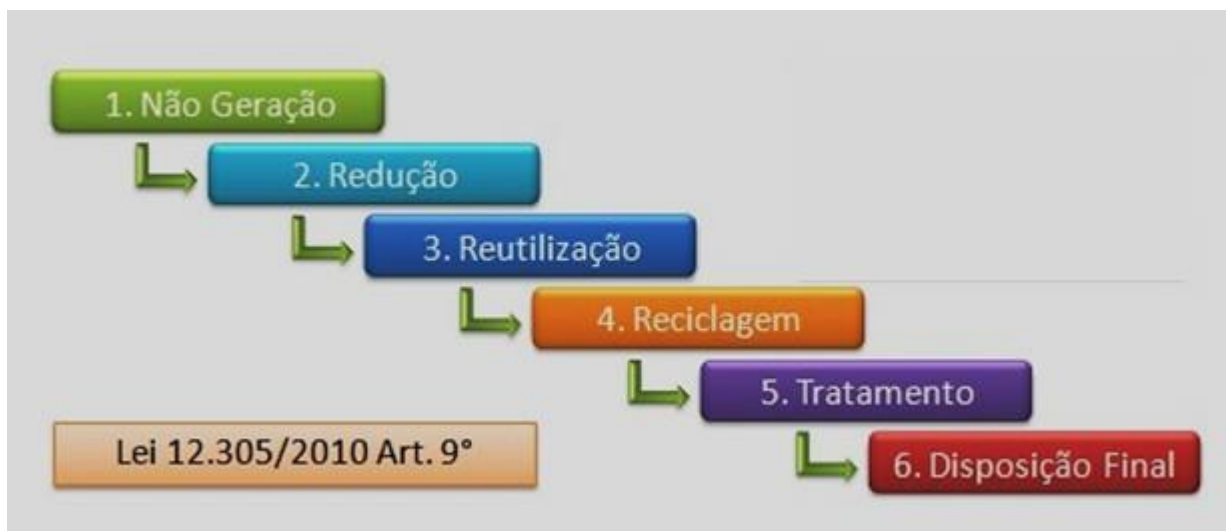 1. Não Geração
2. Redução
3. Reutilização
4. Reciclagem
5. Tratamento
6. Disposição Final
Lei 12.305/2010 Art. 9°